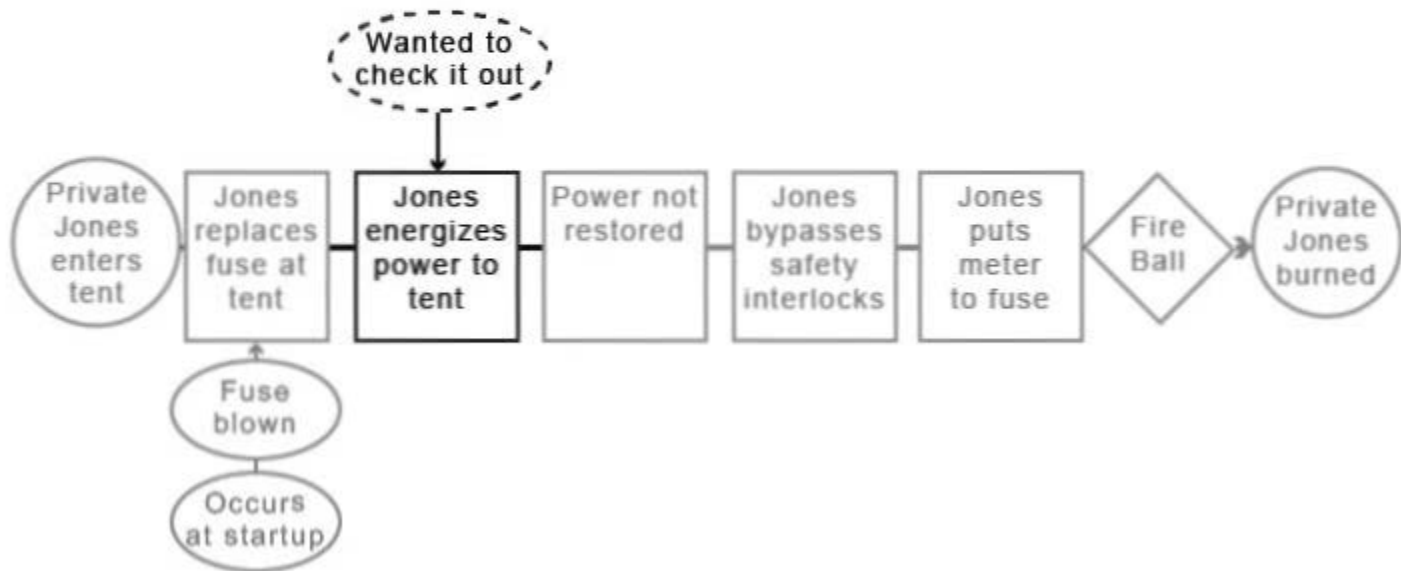 Wanted to
check it out
Private
Jones
enters
tent
Jones
replaces
fuse at
tent
Jones
energizes
power to
tent
Power not
restored
Jones
bypasses
safety
interlocks
Jones
puts
meter
to fuse
Fire
Ball
Private
Jones
burned
Fuse
blown
Occurs
at startup